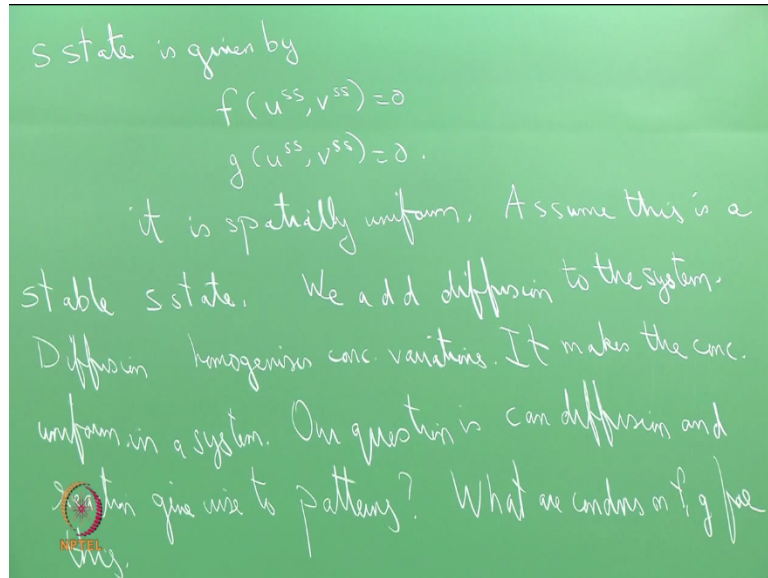 s state is given by
f(u^ss, v^ss) = 0
g(u^ss, v^ss) = 0.
it is spatially uniform. Assume this is a
stable s state. We add diffusion to the system.
Diffusion homogenises conc. variations. It makes the conc.
uniform in a system. Our question is can diffusion and
reaction give rise to patterns? What are condns on f, g for
this.
NPTEL